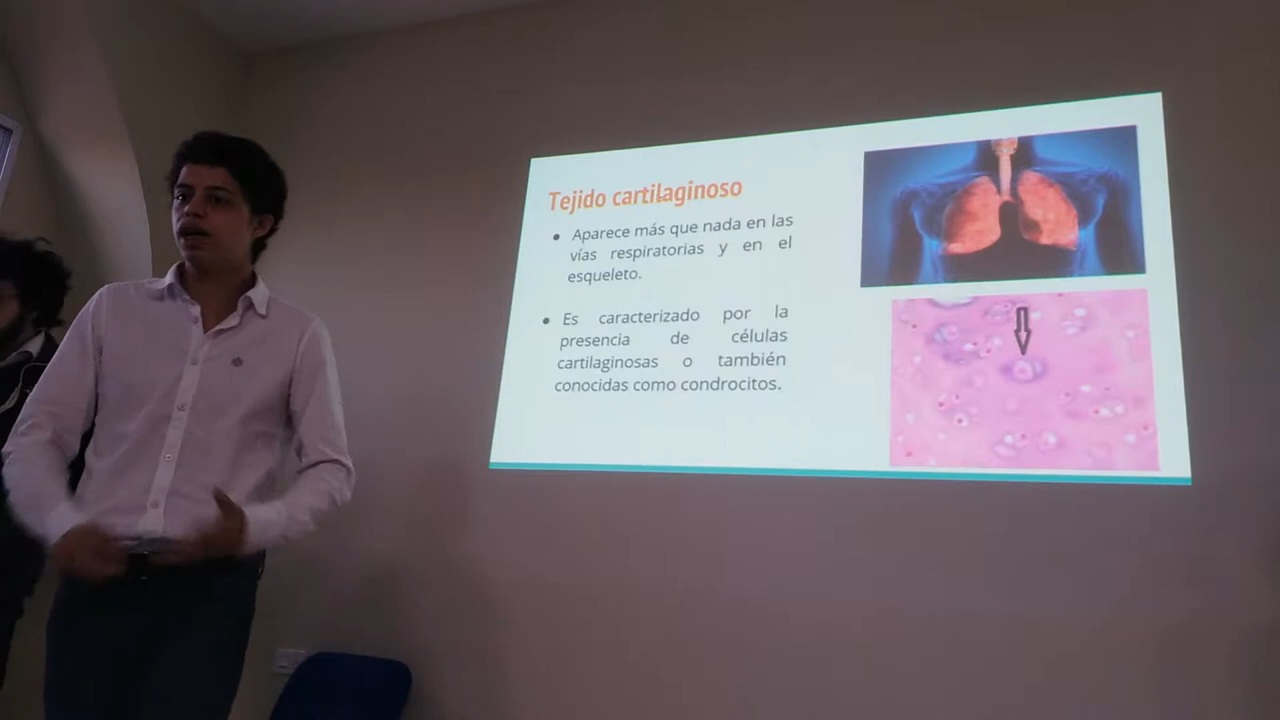 Tejido cartilaginoso
• Aparece más que nada en las
vías respiratorias y en el
esqueleto.
• Es caracterizado por la
presencia de células
cartilaginosas o también
conocidas como condrocitos.